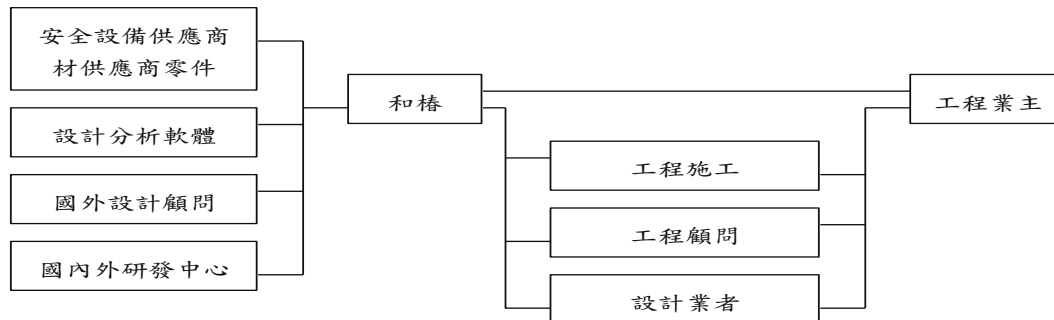 安全設備供應商
材供應商零件
設計分析軟體
國外設計顧問
國內外研發中心
和椿
工程施工
工程顧問
設計業者
工程業主